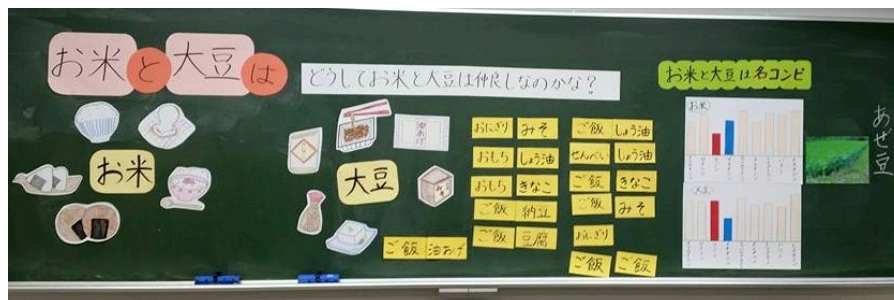 お米と大豆は
どうしてお米と大豆は仲良しなのかな?
お米と大豆は名コンビ
お米
大豆
油あげ
おにぎり みそ
おもち しょう油
おもち きなこ
ご飯 納豆
ご飯 豆腐
ご飯 油あげ
ご飯 しょう油
せんべい しょう油
ご飯 きなこ
ご飯 みそ
おにぎり
ご飯 ご飯
お米
大豆
あぜ豆